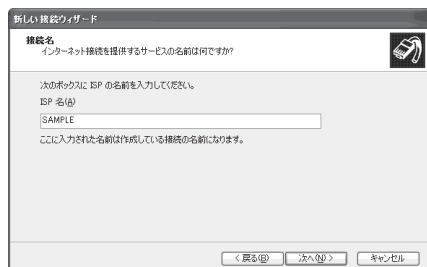 新しい接続ウィザード
接続名
インターネット接続を提供するサービスの名前は何ですか?
次のボックスに ISP の名前を入力してください。
ISP 名(A)
SAMPLE
ここに入力された名前は作成している接続の名前になります。
< 戻る(B) 次へ(N) > キャンセル